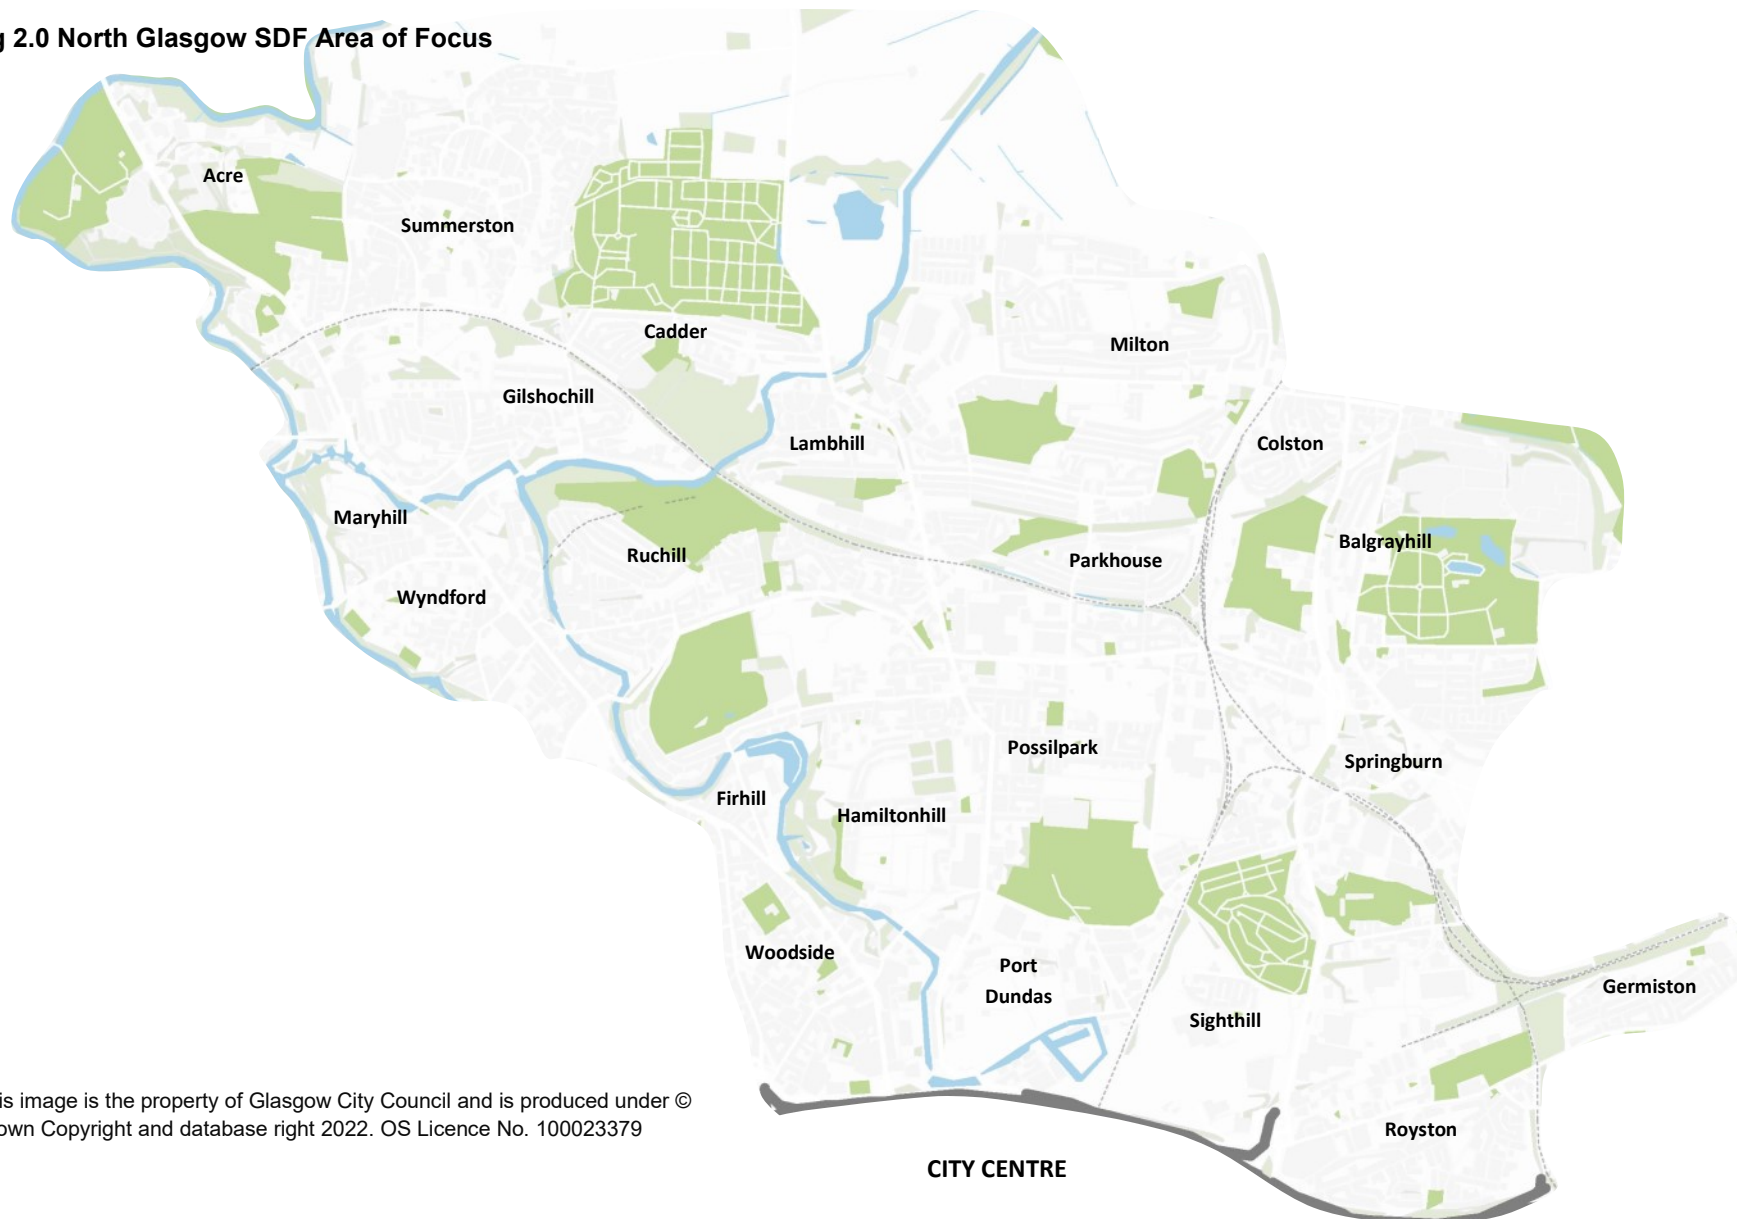 g 2.0 North Glasgow SDF Area of Focus
Acre
Summerston
Cadder
Milton
Gilshochill
Lambhill
Colston
Maryhill
Balgrayhill
Ruchill
Parkhouse
Wyndford
Possilpark
Springburn
Firhill
Hamiltonhill
Woodside
Port
Dundas
Germiston
Sighthill
is image is the property of Glasgow City Council and is produced under ©
own Copyright and database right 2022. OS Licence No. 100023379
Royston
CITY CENTRE